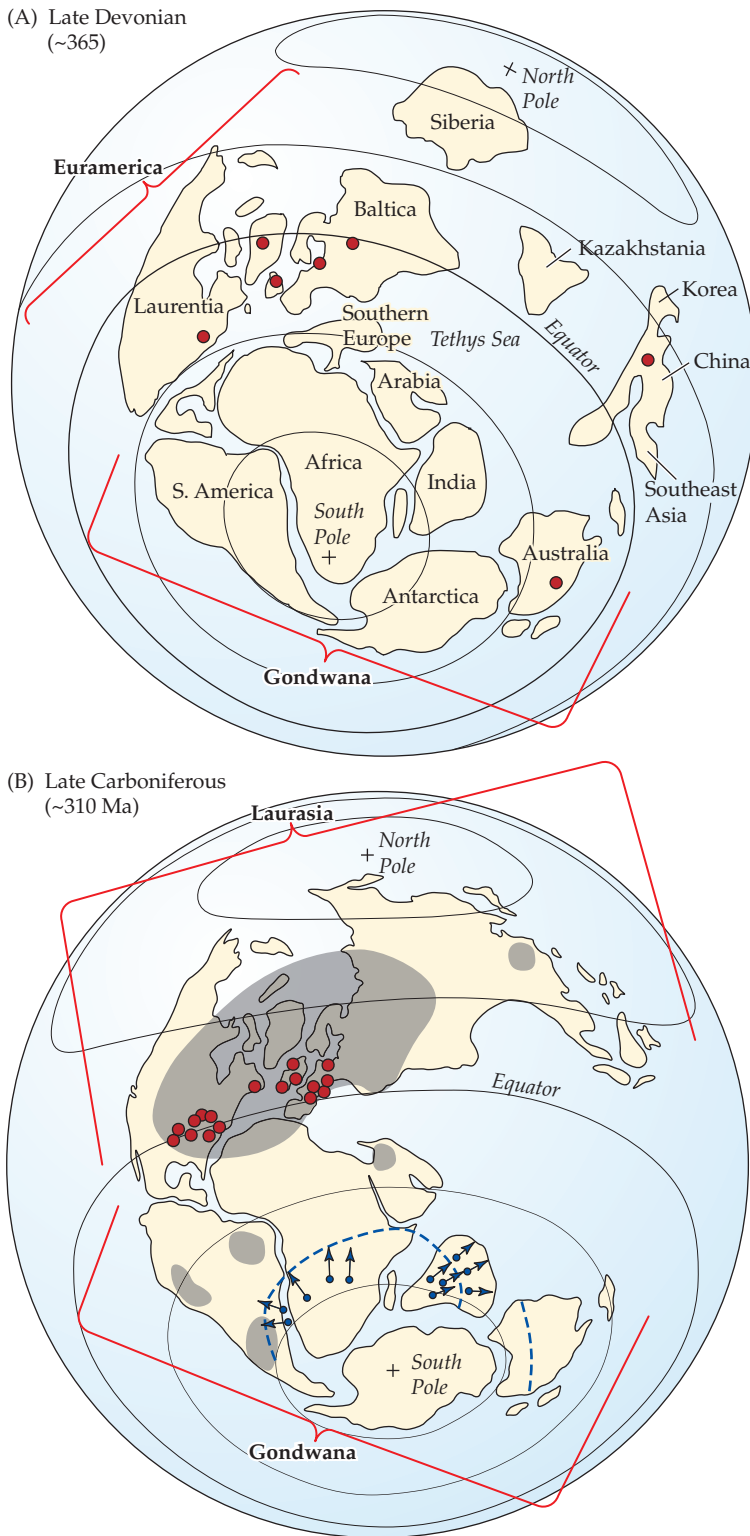 (A) Late Devonian
(~365)
North
Pole
Siberia
Euramerica
Baltica
Kazakhstania
Korea
Laurentia
Southern
Europe
Tethys Sea
Equator
China
Arabia
Africa
India
S. America
South
Pole
Southeast
Asia
Australia
Antarctica
Gondwana
(B) Late Carboniferous
(~310 Ma)
Laurasia
North
Pole
Equator
South
Pole
Gondwana